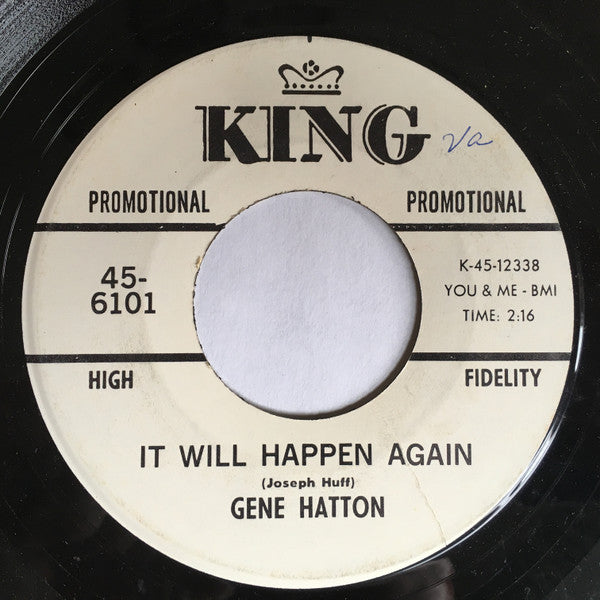 K
KING
va
PROMOTIONAL PROMOTIONAL
45-
6101
K-45-12338
YOU & ME - BMI
TIME: 2:16
HIGH FIDELITY
IT WILL HAPPEN AGAIN
(Joseph Huff)
GENE HATTON